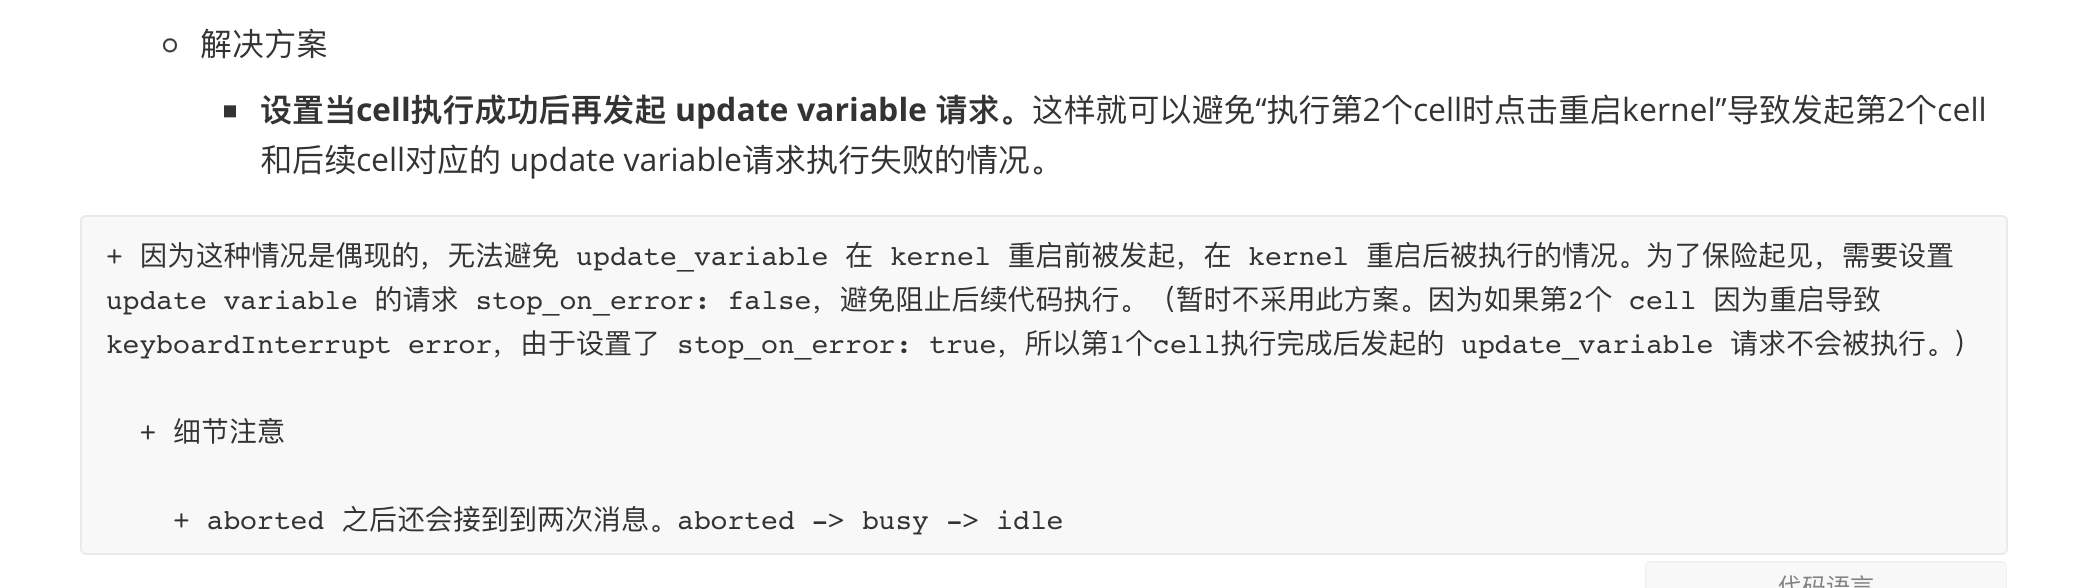 解决方案
设置当cell执行成功后再发起 update variable 请求。这样就可以避免“执行第2个cell时点击重启kernel”导致发起第2个cell
和后续cell对应的 update variable请求执行失败的情况。
+ 因为这种情况是偶现的，无法避免 update_variable 在 kernel 重启前被发起，在 kernel 重启后被执行的情况。为了保险起见，需要设置
update variable 的请求 stop_on_error: false，避免阻止后续代码执行。（暂时不采用此方案。因为如果第2个 cell 因为重启导致
keyboardInterrupt error，由于设置了 stop_on_error: true，所以第1个cell执行完成后发起的 update_variable 请求不会被执行。）
+ 细节注意
+ aborted 之后还会接到到两次消息。aborted -> busy -> idle
代码语言